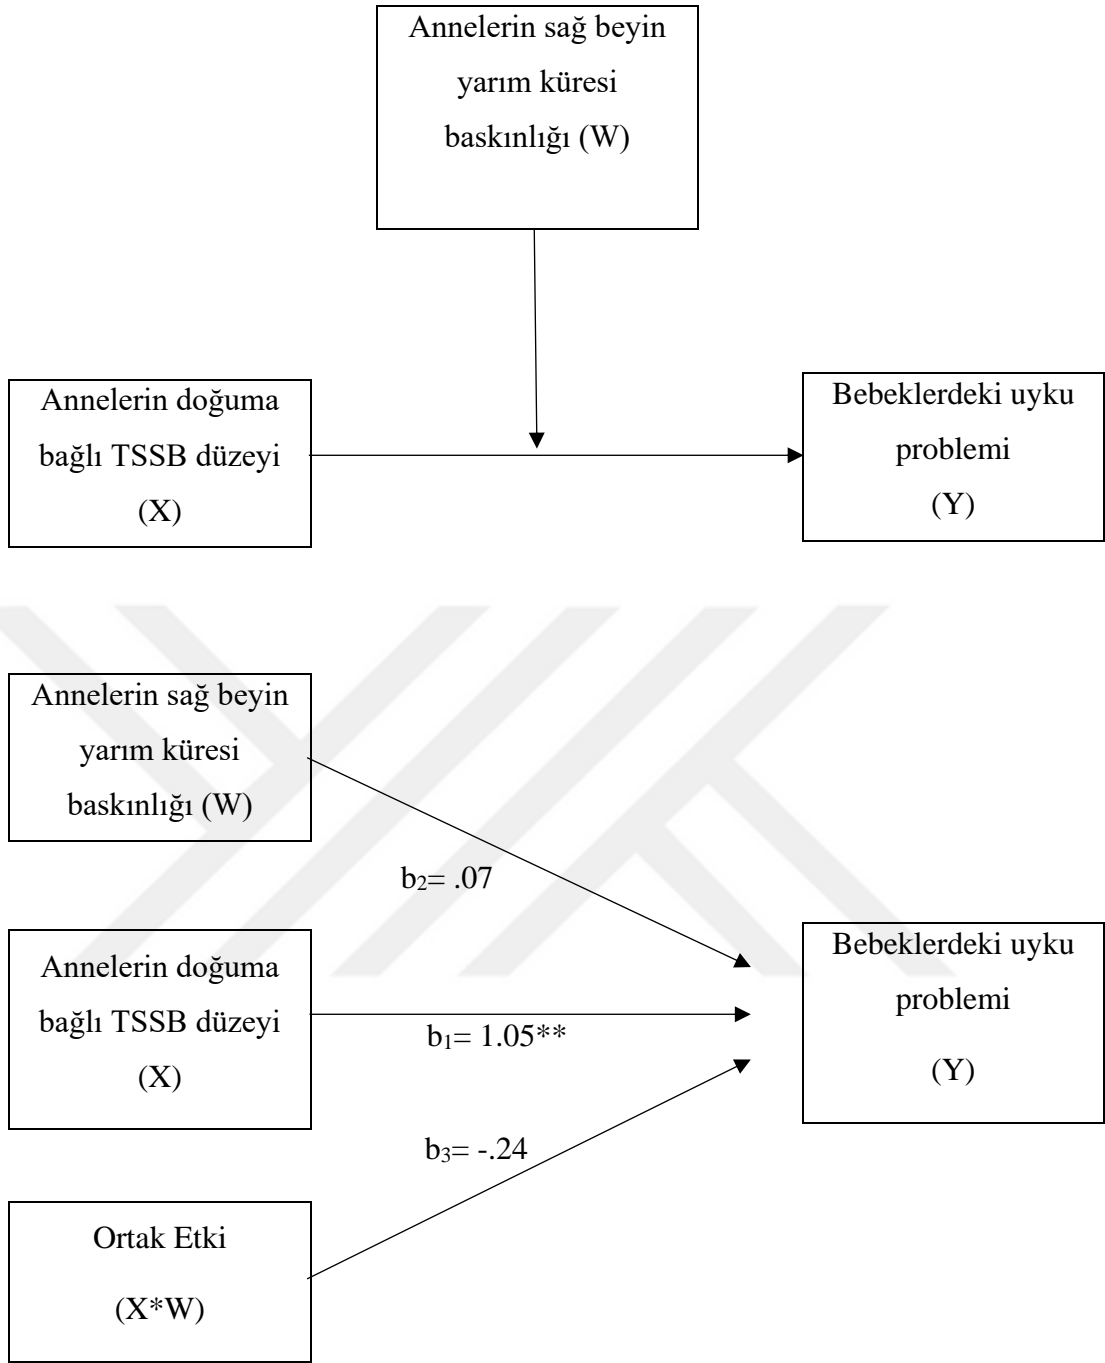 Annelerin sağ beyin
yarım küresi
baskınlığı (W)
Annelerin doğuma
bağlı TSSB düzeyi
(X)
Bebeklerdeki uyku
problemi
(Y)
Annelerin sağ beyin
yarım küresi
baskınlığı (W)
b₂= .07
Annelerin doğuma
bağlı TSSB düzeyi
(X)
b₁= 1.05**
Bebeklerdeki uyku
problemi
(Y)
b₃= -.24
Ortak Etki
(X*W)